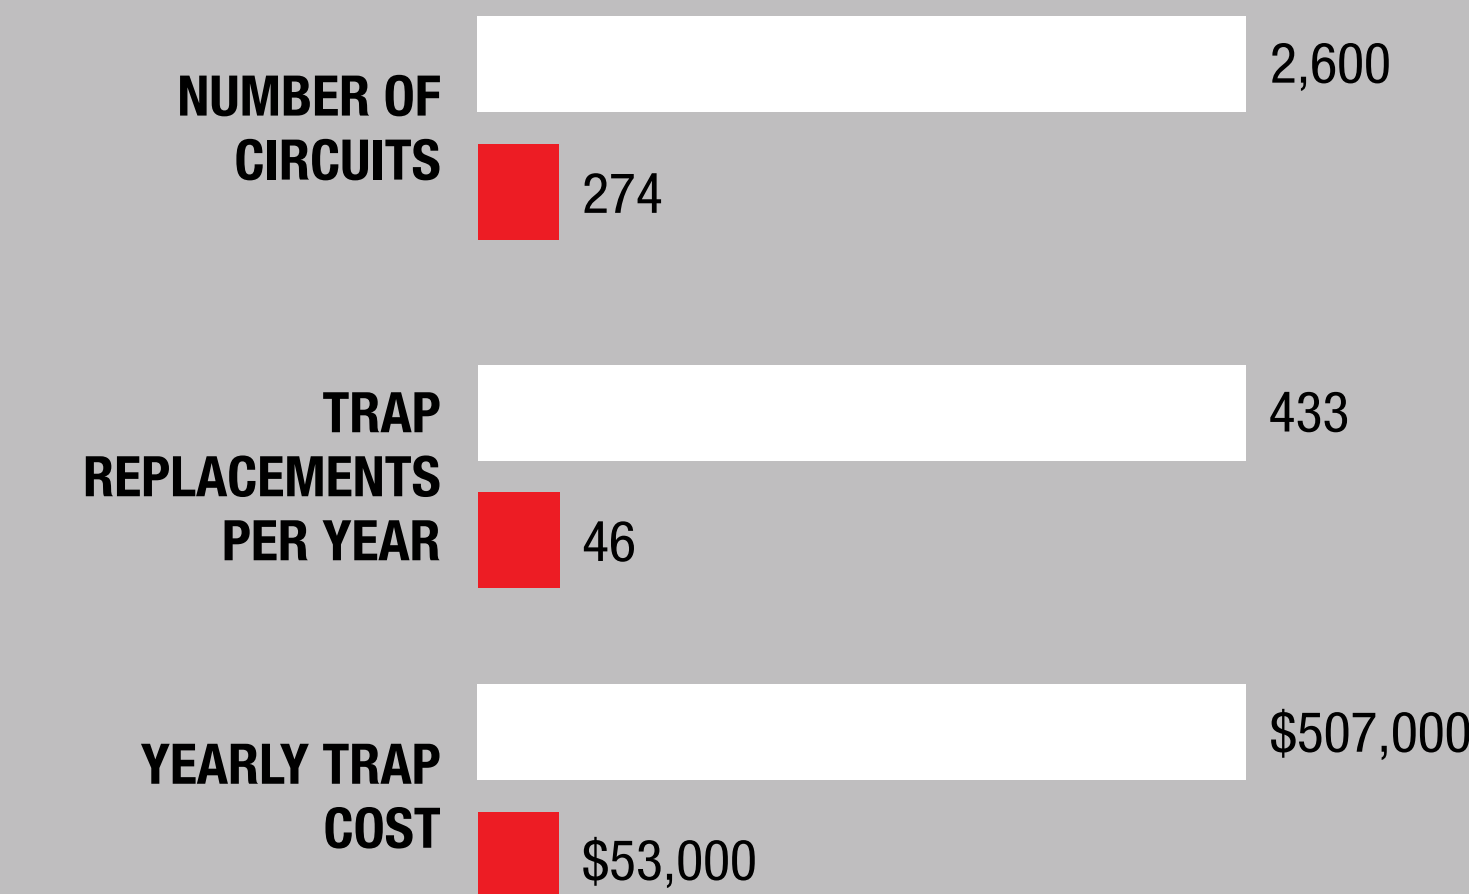 NUMBER OF
CIRCUITS
2,600
274
TRAP
REPLACEMENTS
PER YEAR
433
46
YEARLY TRAP
COST
$507,000
$53,000